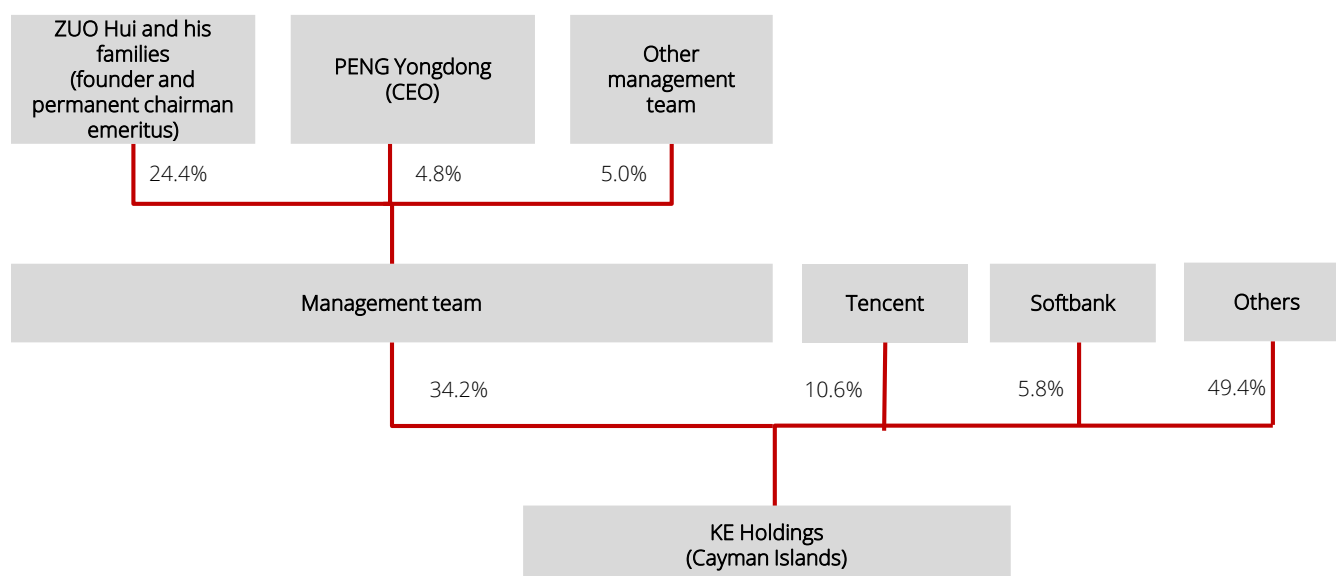 ZUO Hui and his
families
(founder and
permanent chairman
emeritus)
PENG Yongdong
(CEO)
Other
management
team
24.4%
4.8%
5.0%
Management team
Tencent
Softbank
Others
34.2%
10.6%
5.8%
49.4%
KE Holdings
(Cayman Islands)